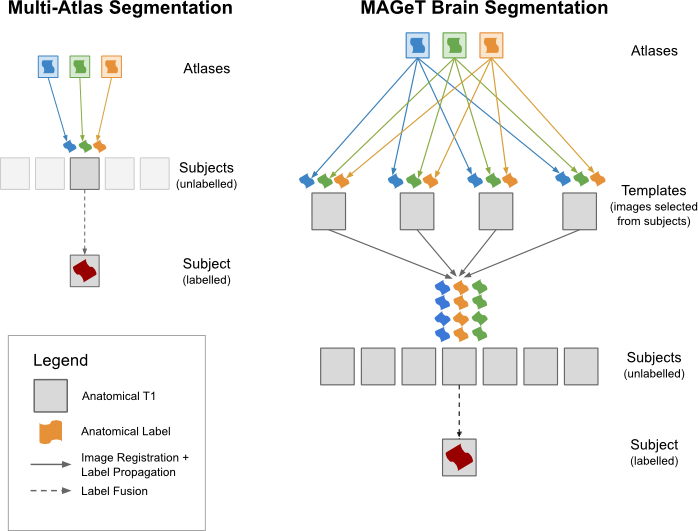 Multi-Atlas Segmentation
Atlases
Subjects
(unlabelled)
Subject
(labelled)
Legend
Anatomical T1
Anatomical Label
Image Registration +
Label Propagation
Label Fusion
MAGeT Brain Segmentation
Atlases
Templates
(images selected
from subjects)
Subjects
(unlabelled)
Subject
(labelled)